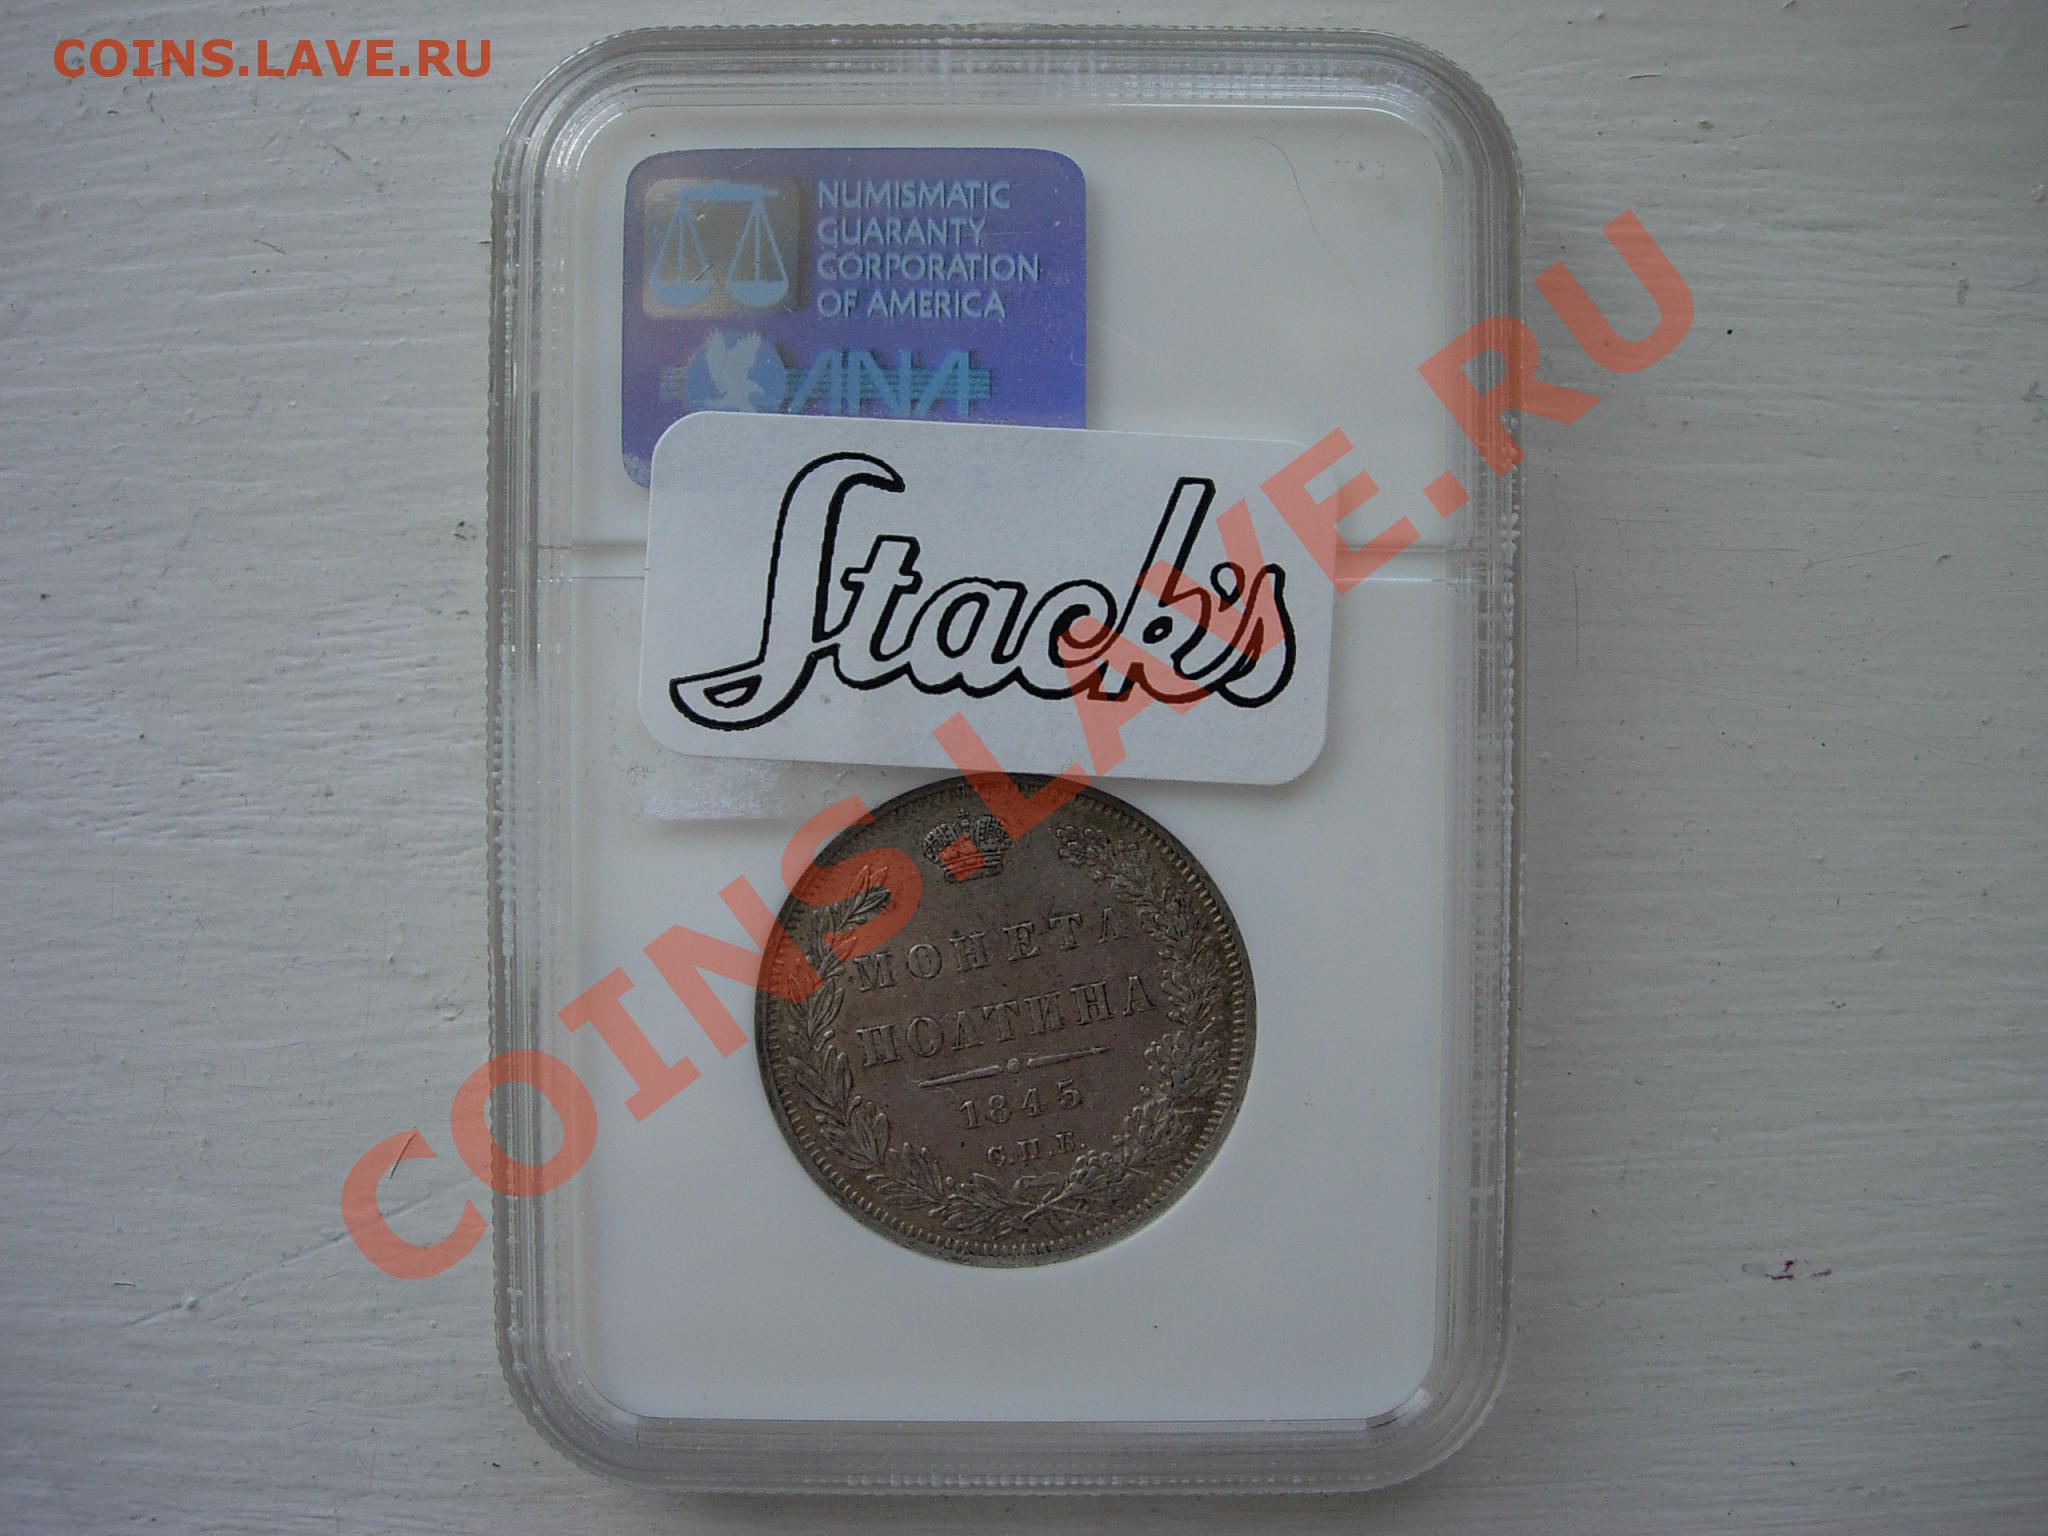 COINS.LAVE.RU
NUMISMATIC
GUARANTY
CORPORATION
OF AMERICA
ANA
Stack's
МОНЕТА
ПОЛТИНА
1845
С.П.Б.
COINS.LAVE.RU